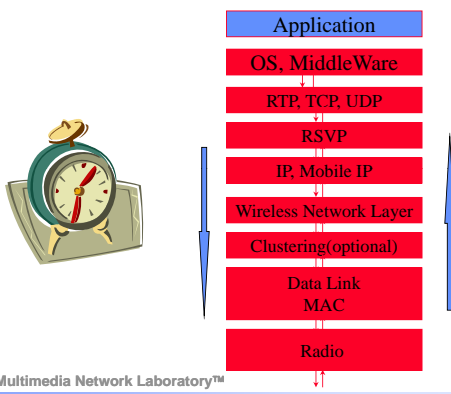 Application
OS, MiddleWare
RTP, TCP, UDP
RSVP
IP, Mobile IP
Wireless Network Layer
Clustering(optional)
Data Link
MAC
Radio
Multimedia Network Laboratory™